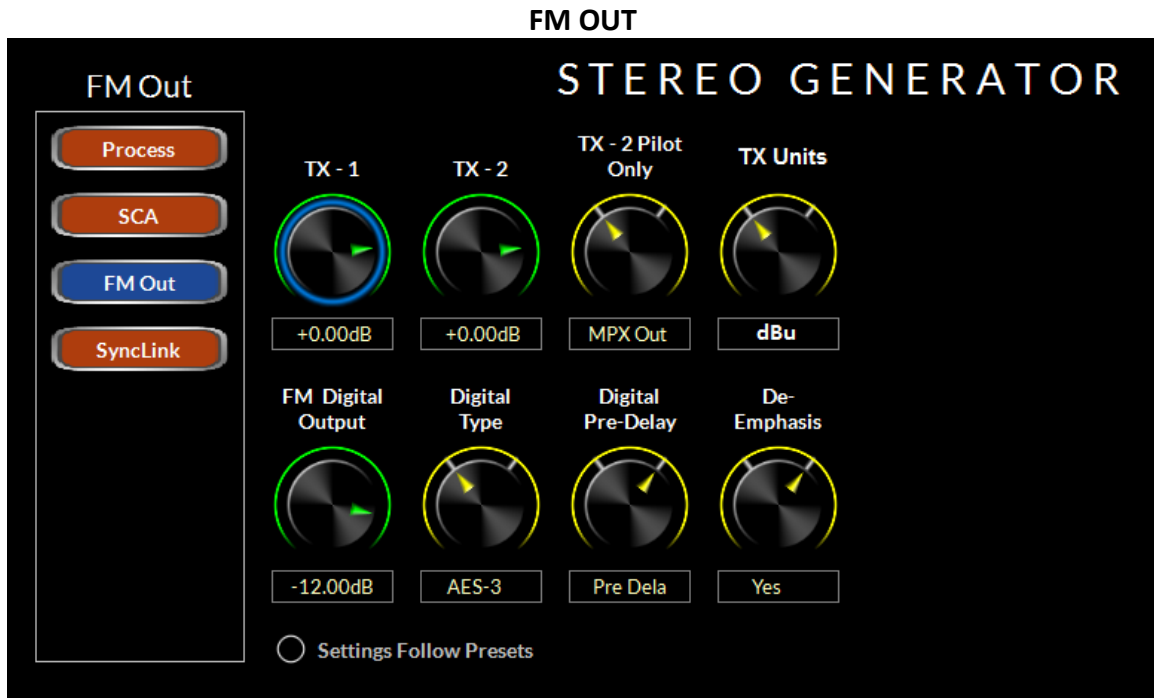 FM OUT
FM Out
STEREO GENERATOR
Process
SCA
FM Out
SyncLink
TX - 1
TX - 2
TX - 2 Pilot
Only
TX Units
+0.00dB
+0.00dB
MPX Out
dBu
FM Digital
Output
Digital
Type
Digital
Pre-Delay
De-
Emphasis
-12.00dB
AES-3
Pre Dela
Yes
Settings Follow Presets